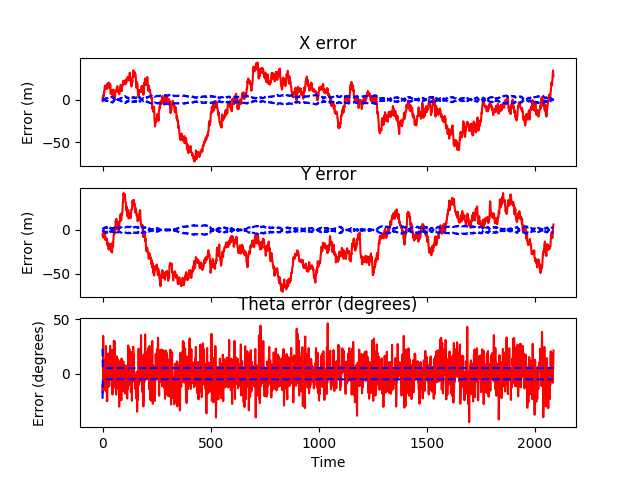 X error
Error (m)
0
−50
Y error
Error (m)
0
−50
Theta error (degrees)
Error (degrees)
50
0
0
500
1000
1500
2000
Time